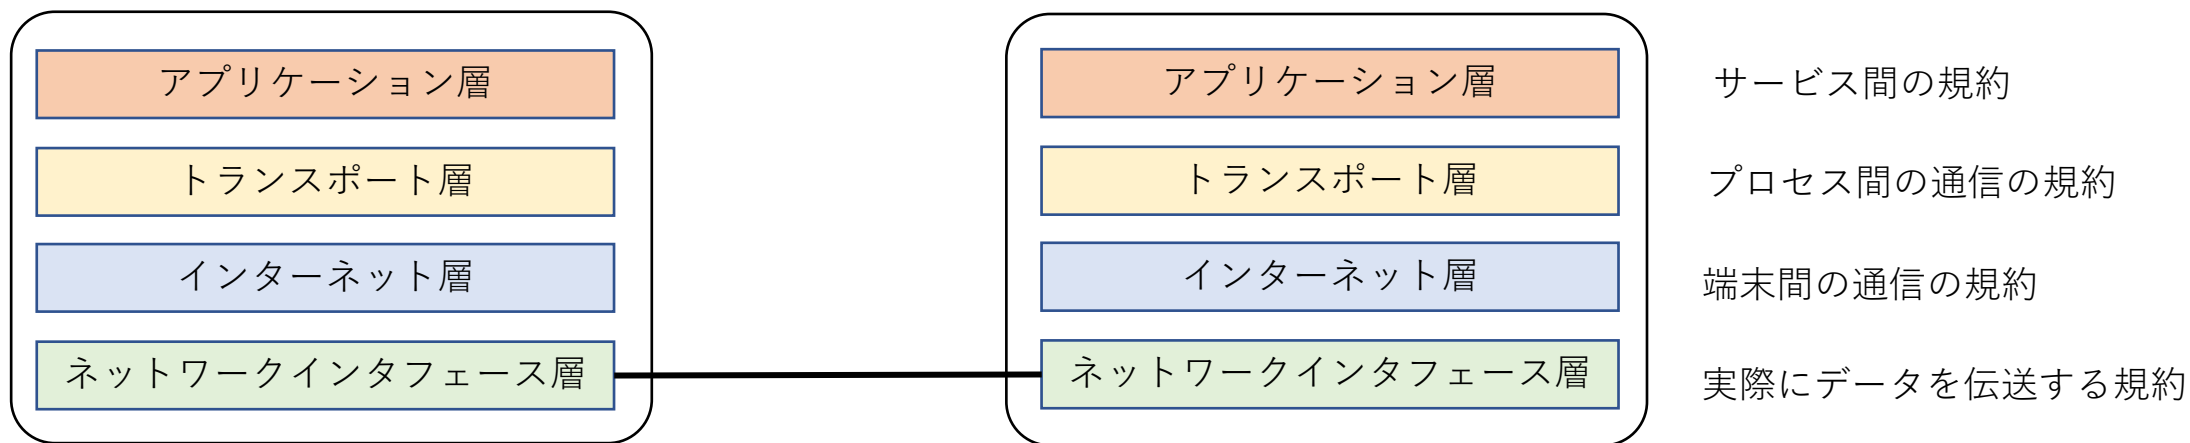 アプリケーション層
アプリケーション層
サービス間の規約
トランスポート層
トランスポート層
プロセス間の通信の規約
インターネット層
インターネット層
端末間の通信の規約
ネットワークインタフェース層
ネットワークインタフェース層
実際にデータを伝送する規約